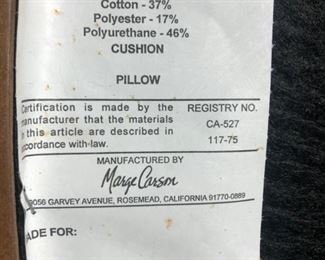 Cotton - 37%
Polyester - 17%
Polyurethane - 46%
CUSHION
PILLOW
Certification is made by the
manufacturer that the materials
in this article are described in
accordance with law.
REGISTRY NO.
CA-527
117-75
MANUFACTURED BY
Marge Carson
9056 GARVEY AVENUE, ROSEMEAD, CALIFORNIA 91770-0889
ADE FOR: